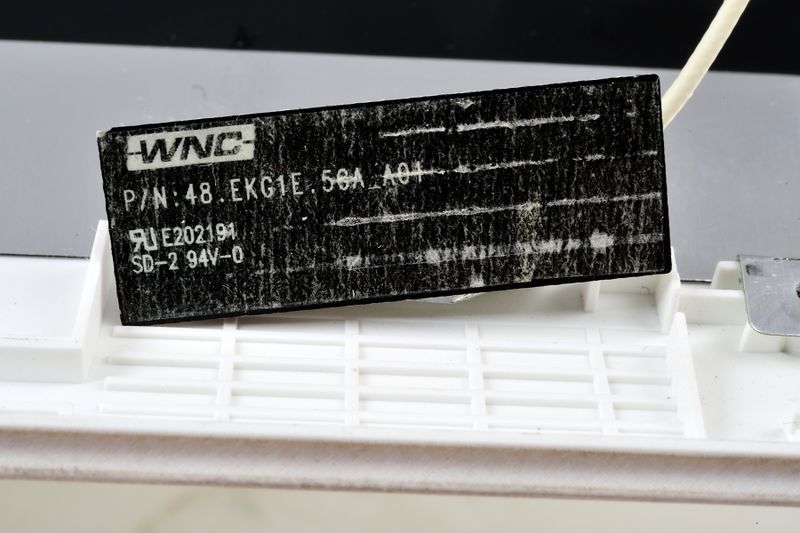 WNC
P/N:48.EKG1E.5GA A01
E202191
SD-2 94V-0